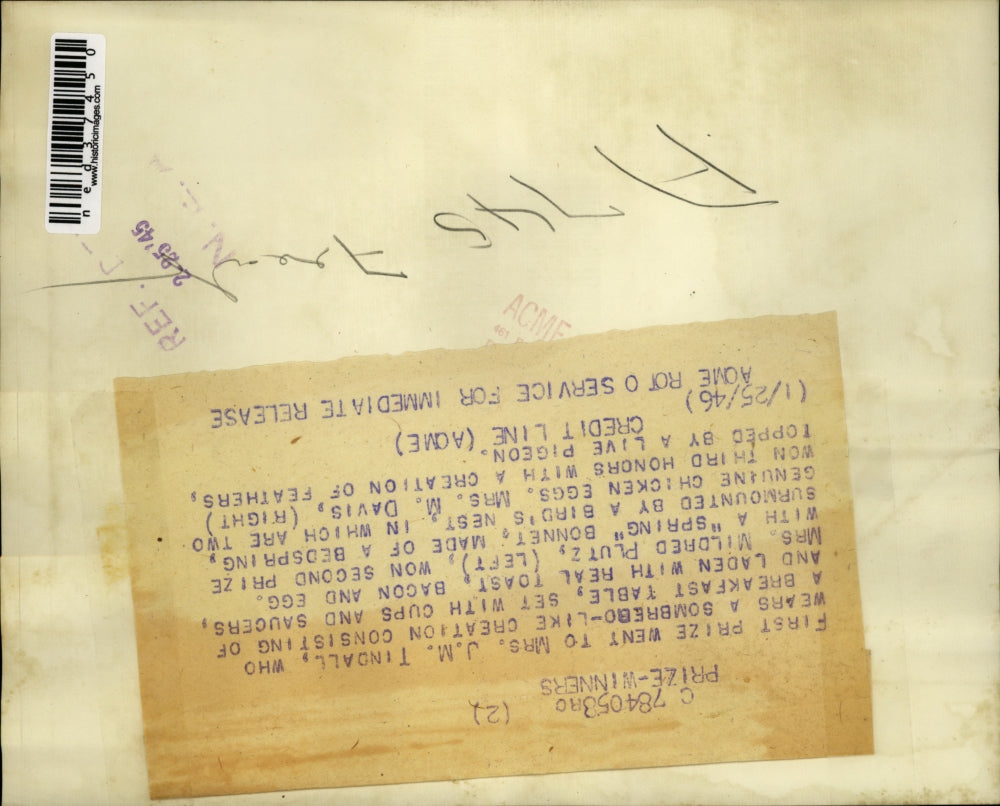 C 784053RO (2)
PRIZE-WINNERS
FIRST PRIZE WENT TO MRS. J.M. TINDALL, WHO
WEARS A SOMBRERO-LIKE CREATION CONSISTING OF
A BREAKFAST TABLE, SET WITH CUPS AND SAUCERS,
AND LADEN WITH REAL TOAST, BACON AND EGG.
MRS. MILDRED PLUTZ, (LEFT), WON SECOND PRIZE
WITH A "SPRING" BONNET, MADE OF A BEDSPRING,
SURMOUNTED BY A BIRD'S NEST, IN WHICH ARE TWO
GENUINE CHICKEN EGGS. MRS. M. DAVIS, (RIGHT)
WON THIRD HONORS WITH A CREATION OF FEATHERS,
TOPPED BY A LIVE PIGEON.
CREDIT LINE (ACME)
(1/25/46)
ACME ROTO SERVICE FOR IMMEDIATE RELEASE
ACME
461
REF.
N. E. A
ned37450
www.historicimages.com